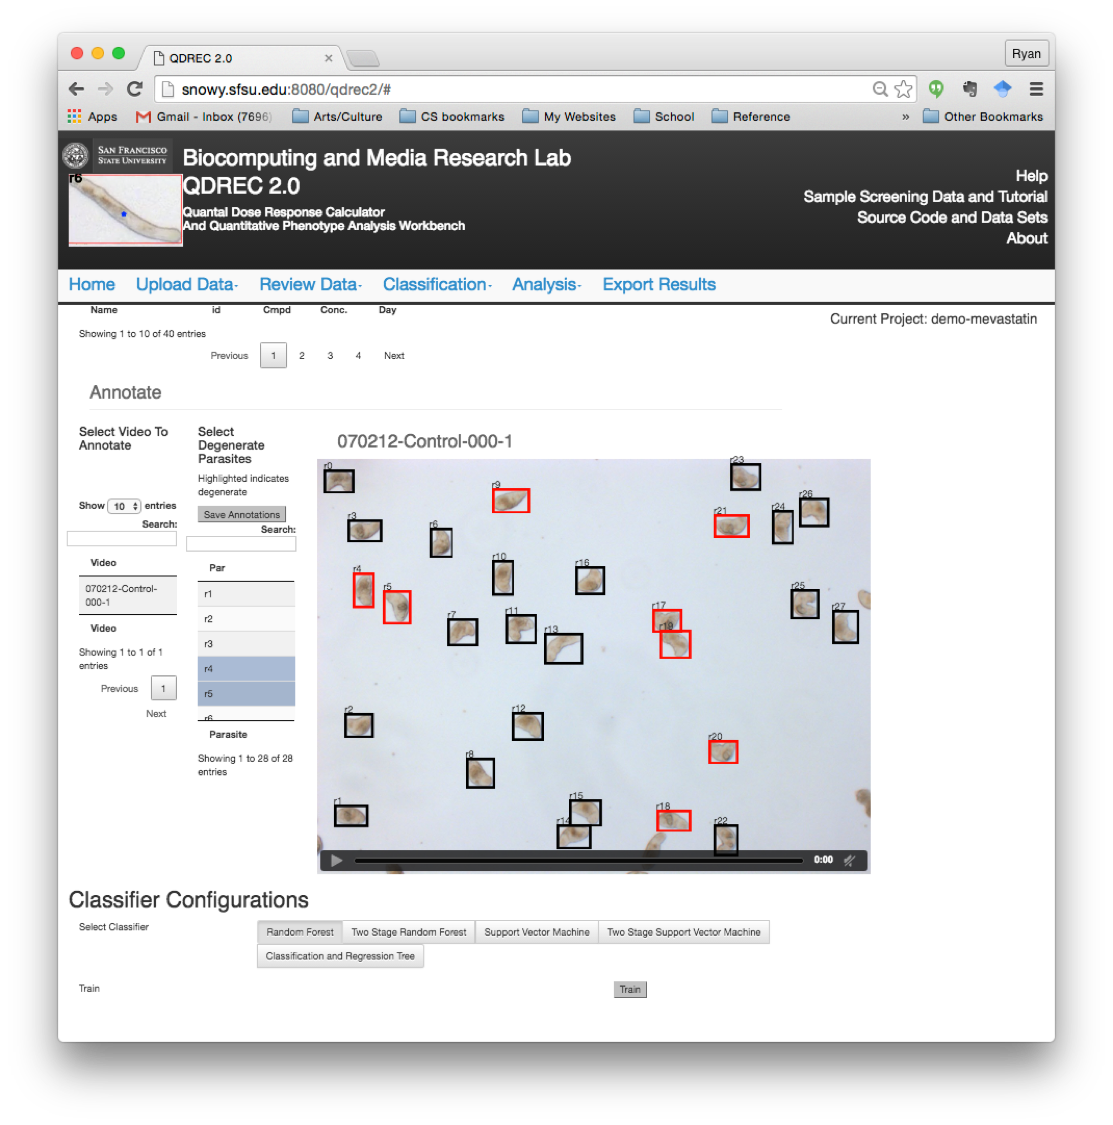 QDREC 2.0
Ryan
snowy.sfsu.edu:8080/qdrec2/#
Apps
Gmail - Inbox (7696)
Arts/Culture
CS bookmarks
My Websites
School
Reference
»
Other Bookmarks
SAN FRANCISCO
STATE UNIVERSITY
r6
Biocomputing and Media Research Lab
QDREC 2.0
Quantal Dose Response Calculator
And Quantitative Phenotype Analysis Workbench
Help
Sample Screening Data and Tutorial
Source Code and Data Sets
About
Home Upload Data- Review Data- Classification- Analysis- Export Results
Name id Cmpd Conc. Day
Current Project: demo-mevastatin
Showing 1 to 10 of 40 entries
Previous 1 2 3 4 Next
Annotate
Select Video To
Annotate
Show 10 entries
Search:
Video
070212-Control-
000-1
Video
Showing 1 to 1 of 1
entries
Previous 1
Next
Select
Degenerate
Parasites
Highlighted indicates
degenerate
Save Annotations
Search:
Par
r1
r2
r3
r4
r5
r6
Parasite
Showing 1 to 28 of 28
entries
070212-Control-000-1
r0
r23
r9
r26
r21
r24
r3
r6
r10
r16
r4
r5
r25
r17
r11
r7
r27
r19
r13
r2
r12
r20
r8
r1
r15
r18
r14
r22
0:00
Classifier Configurations
Select Classifier
Random Forest
Two Stage Random Forest
Support Vector Machine
Two Stage Support Vector Machine
Classification and Regression Tree
Train
Train